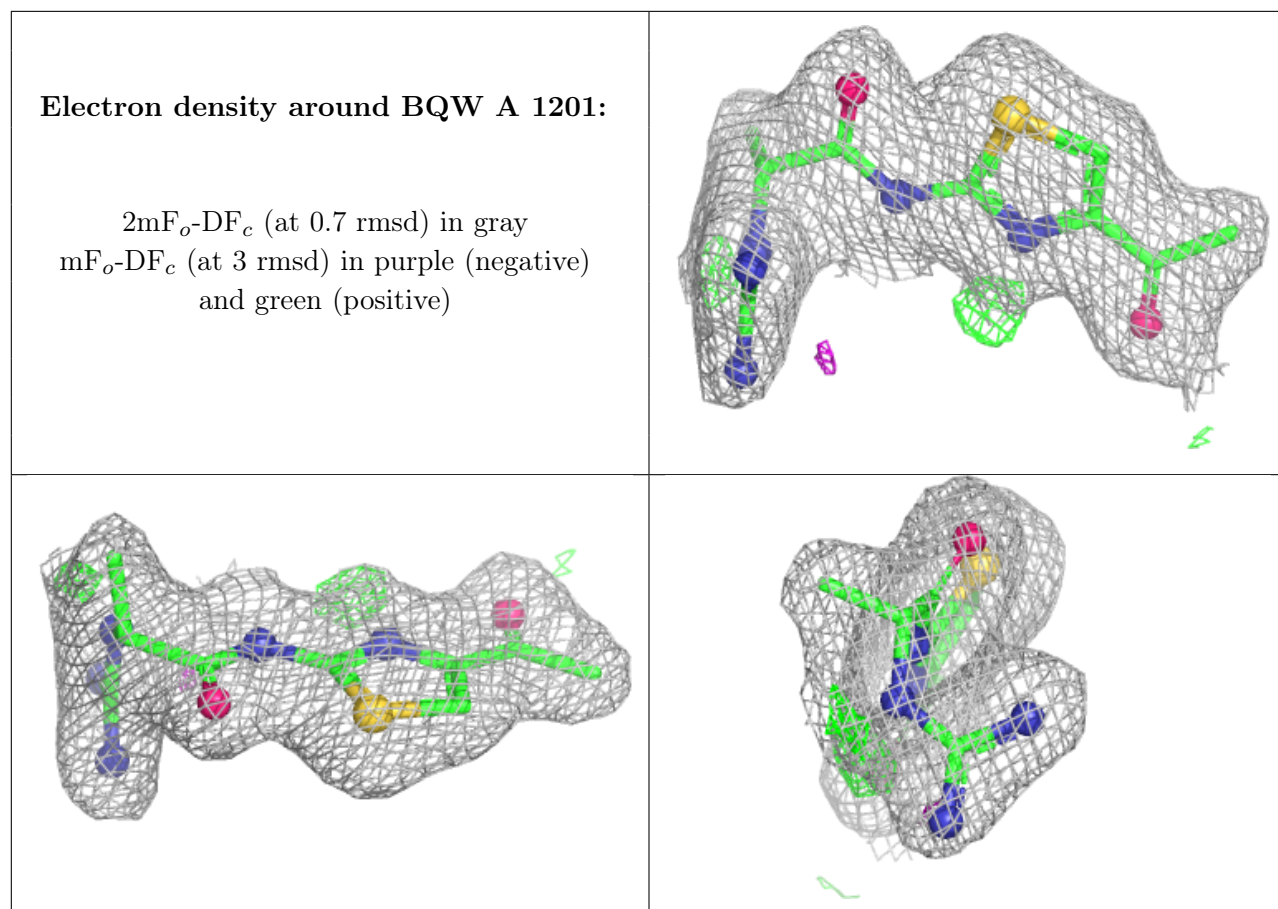 Electron density around BQW A 1201:
2mFo-DFc (at 0.7 rmsd) in gray
mFo-DFc (at 3 rmsd) in purple (negative)
and green (positive)